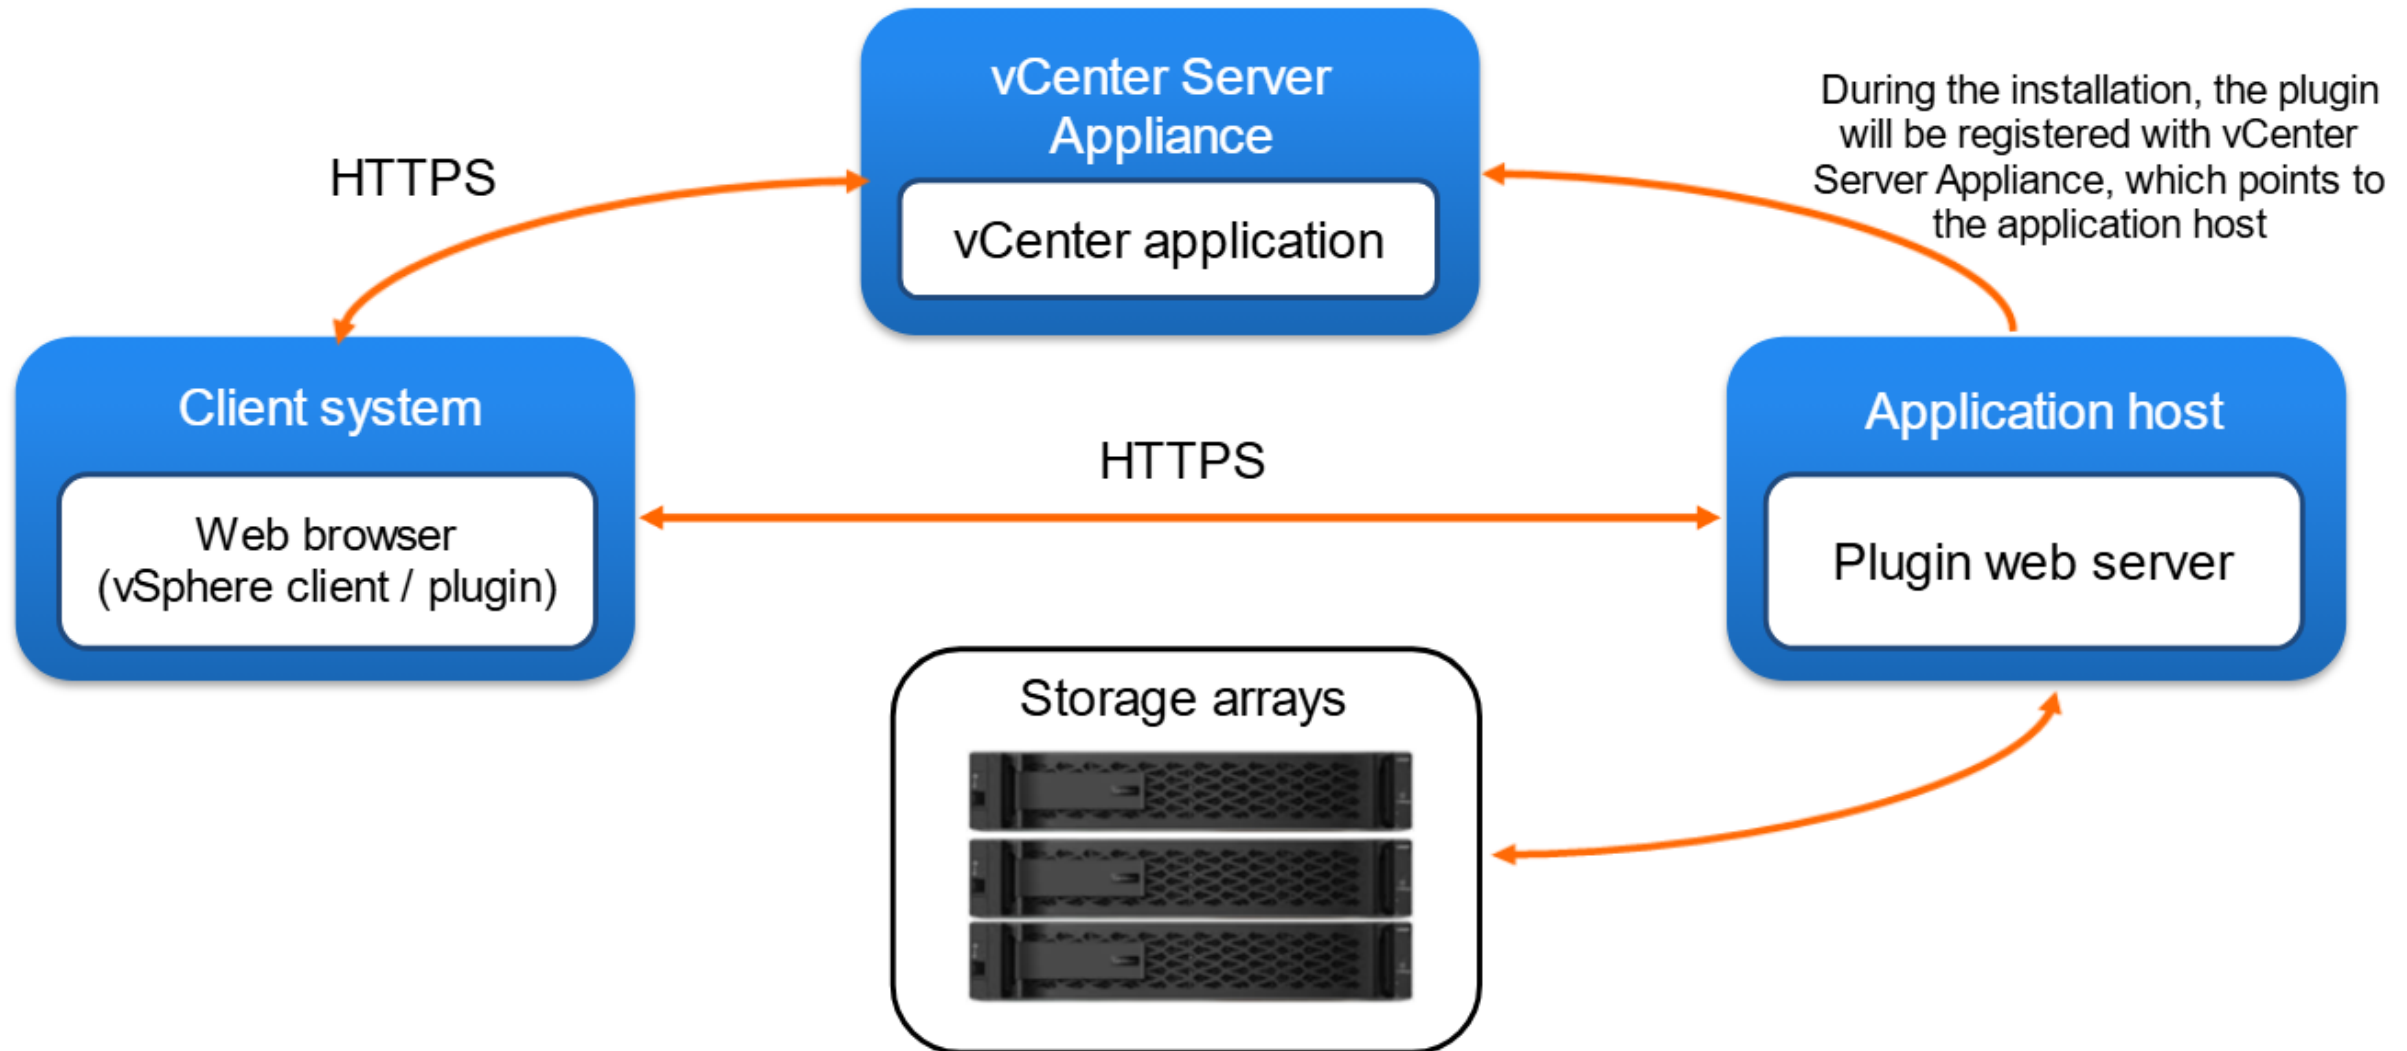 vCenter Server
Appliance
vCenter application
During the installation, the plugin
will be registered with vCenter
Server Appliance, which points to
the application host
HTTPS
Client system
Web browser
(vSphere client / plugin)
HTTPS
Application host
Plugin web server
Storage arrays